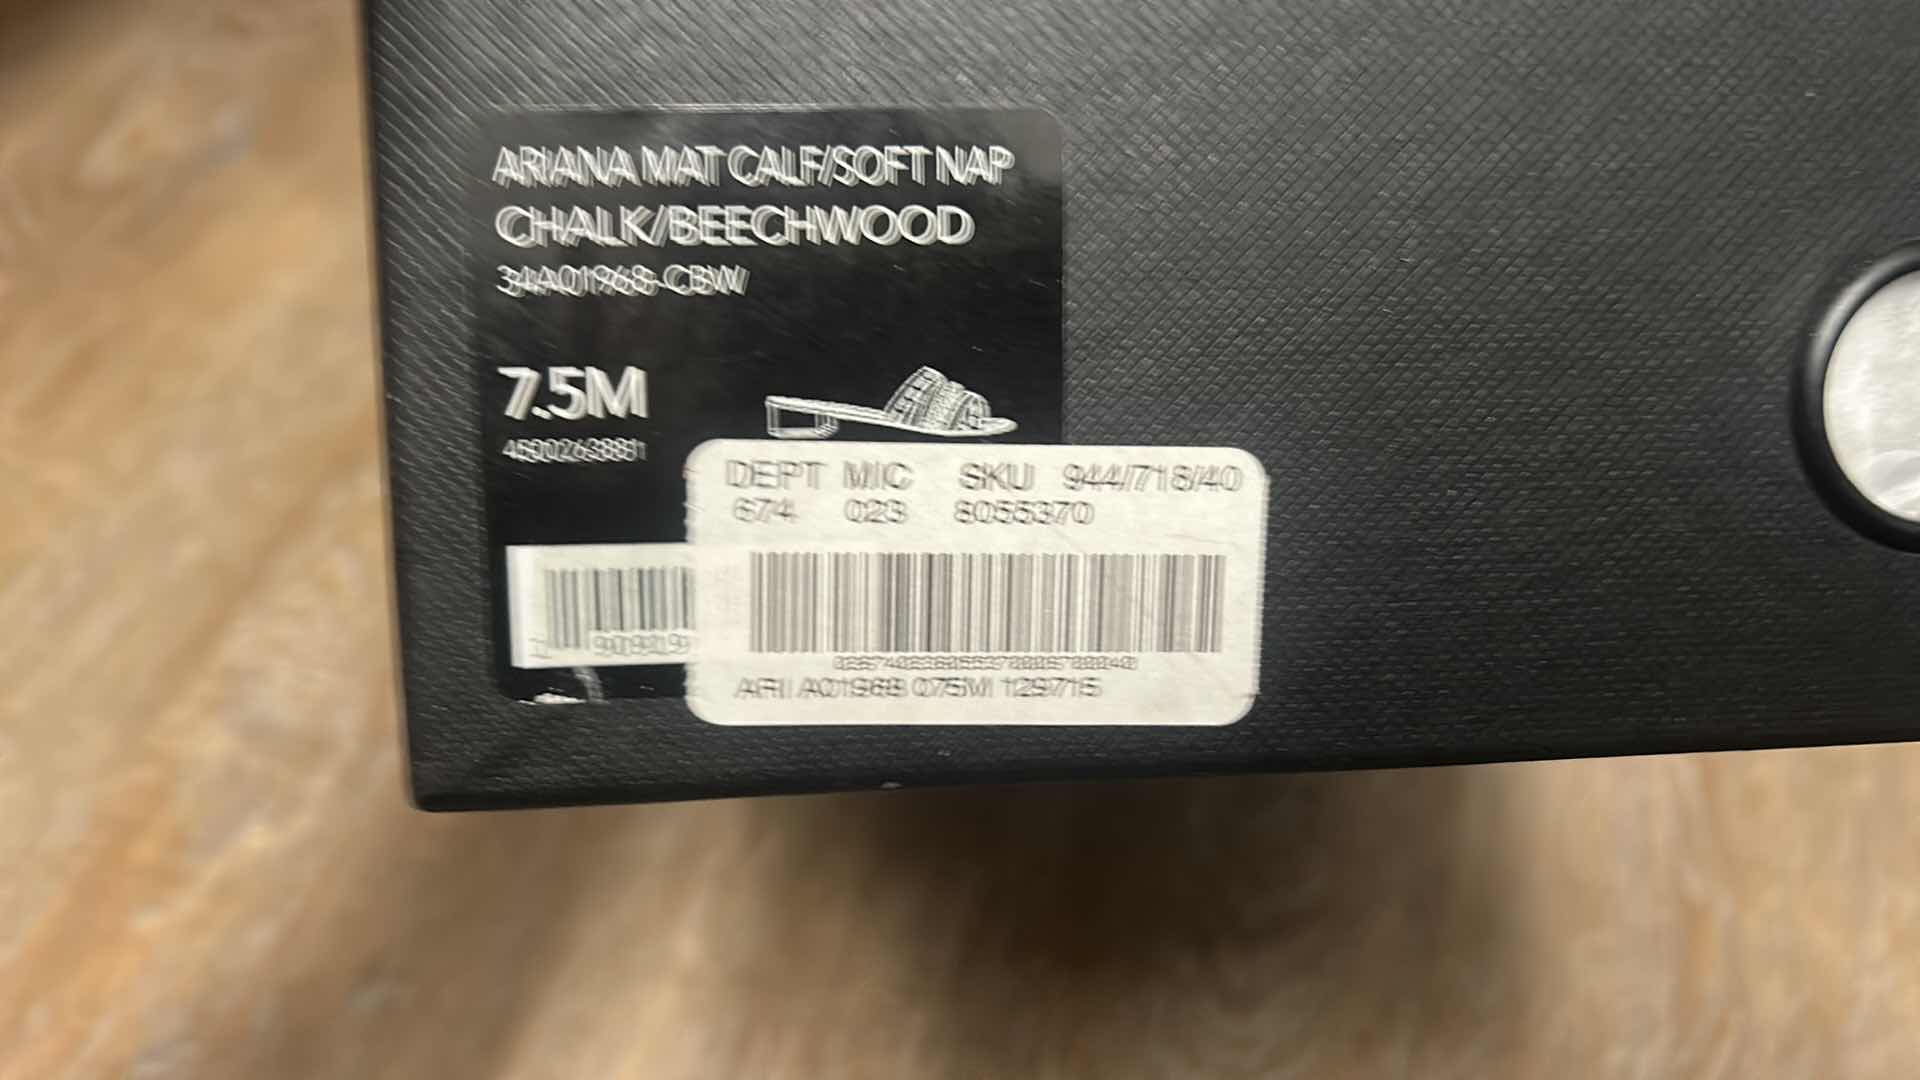 ARIANA MAT CALF/SOFT NAP
CHALK/BEECHWOOD
34A01968-CBW
7.5M
DEPT MIC SKU 944/718/40
674 023 8055370
ARI A01968 075M 129715